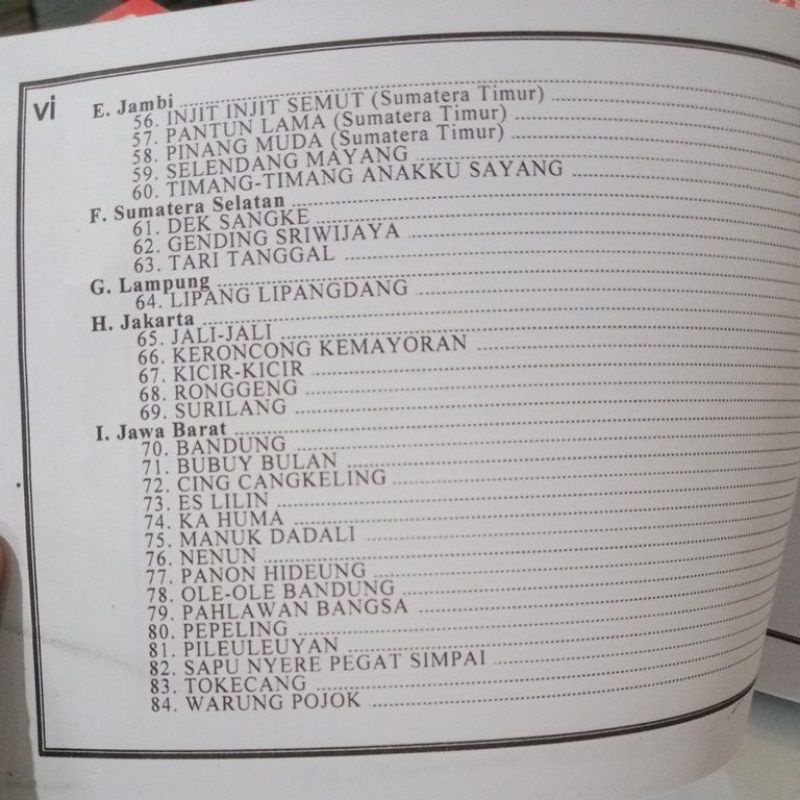 vi
E. Jambi
56. INJIT INJIT SEMUT (Sumatera Timur)
57. PANTUN LAMA (Sumatera Timur)
58. PINANG MUDA (Sumatera Timur)
59. SELENDANG MAYANG
60. TIMANG-TIMANG ANAKKU SAYANG
F. Sumatera Selatan
61. DEK SANGKE
62. GENDING SRIWIJAYA
63. TARI TANGGAL
G. Lampung
64. LIPANG LIPANGDANG
H. Jakarta
65. JALI-JALI
66. KERONCONG KEMAYORAN
67. KICIR-KICIR
68. RONGGENG
69. SURILANG
I. Jawa Barat
70. BANDUNG
71. BUBUY BULAN
72. CING CANGKELING
73. ES LILIN
74. KA HUMA
75. MANUK DADALI
76. NENUN
77. PANON HIDEUNG
78. OLE-OLE BANDUNG
79. PAHLAWAN BANGSA
80. PEPELING
81. PILEULEUYAN
82. SAPU NYERE PEGAT SIMPAI
83. TOKECANG
84. WARUNG POJOK